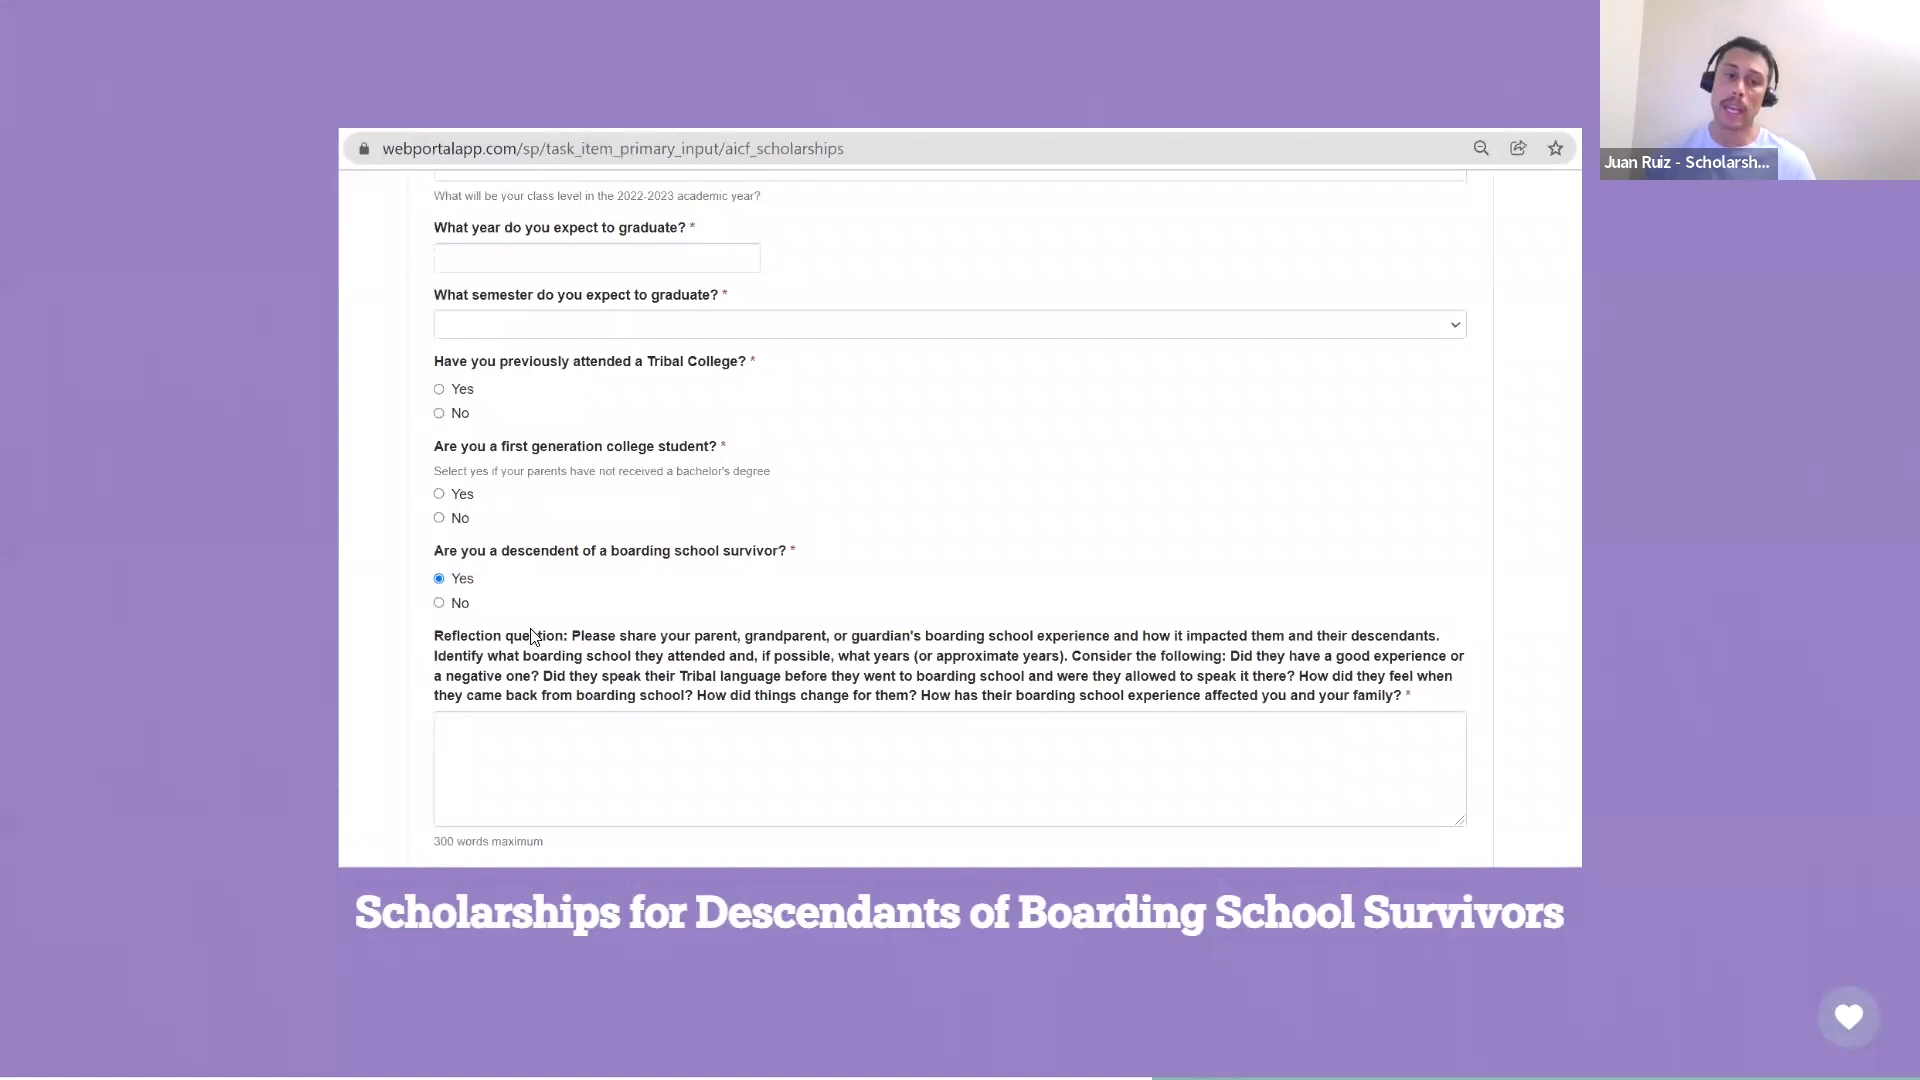 webportalapp.com/sp/task_item_primary_input/aicf_scholarships
Juan Ruiz - Scholarsh...
What will be your class level in the 2022-2023 academic year?
What year do you expect to graduate? *
What semester do you expect to graduate? *
Have you previously attended a Tribal College? *
Yes
No
Are you a first generation college student? *
Select yes if your parents have not received a bachelor's degree
Yes
No
Are you a descendent of a boarding school survivor? *
Yes
No
Reflection question: Please share your parent, grandparent, or guardian's boarding school experience and how it impacted them and their descendants.
Identify what boarding school they attended and, if possible, what years (or approximate years). Consider the following: Did they have a good experience or
a negative one? Did they speak their Tribal language before they went to boarding school and were they allowed to speak it there? How did they feel when
they came back from boarding school? How did things change for them? How has their boarding school experience affected you and your family? *
300 words maximum
Scholarships for Descendants of Boarding School Survivors